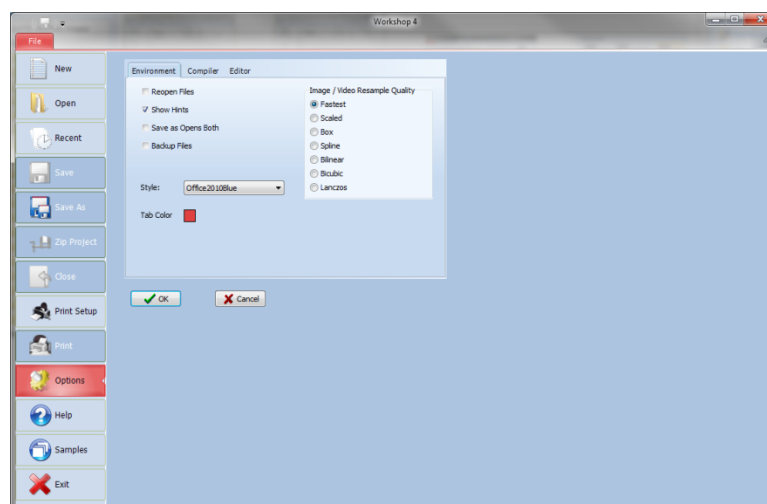 Workshop 4
File
New
Open
Recent
Save
Save As
Zip Project
Close
Print Setup
Print
Options
Help
Samples
Exit
Environment Compiler Editor
Reopen Files
Show Hints
Save as Opens Both
Backup Files
Style: Office2010Blue
Tab Color
Image / Video Resample Quality
Fastest
Scaled
Box
Spline
Bilinear
Bicubic
Lanczos
OK Cancel